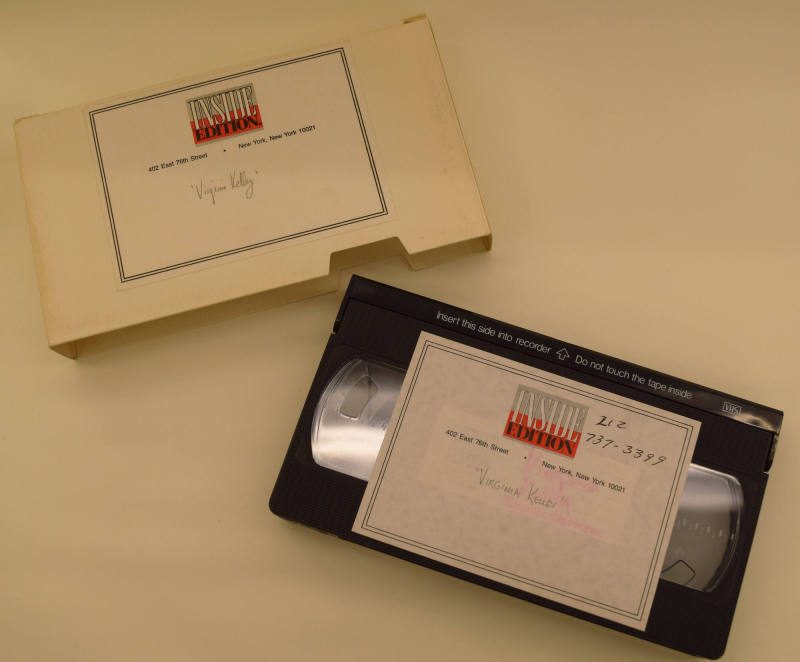 INSIDE
EDITION
402 East 76th Street • New York, New York 10021
"Virginia Kelley"
Insert this side into recorder Do not touch the tape inside
VHS
INSIDE
EDITION
212
737-3399
402 East 76th Street • New York, New York 10021
"VIRGINIA KELLEY"